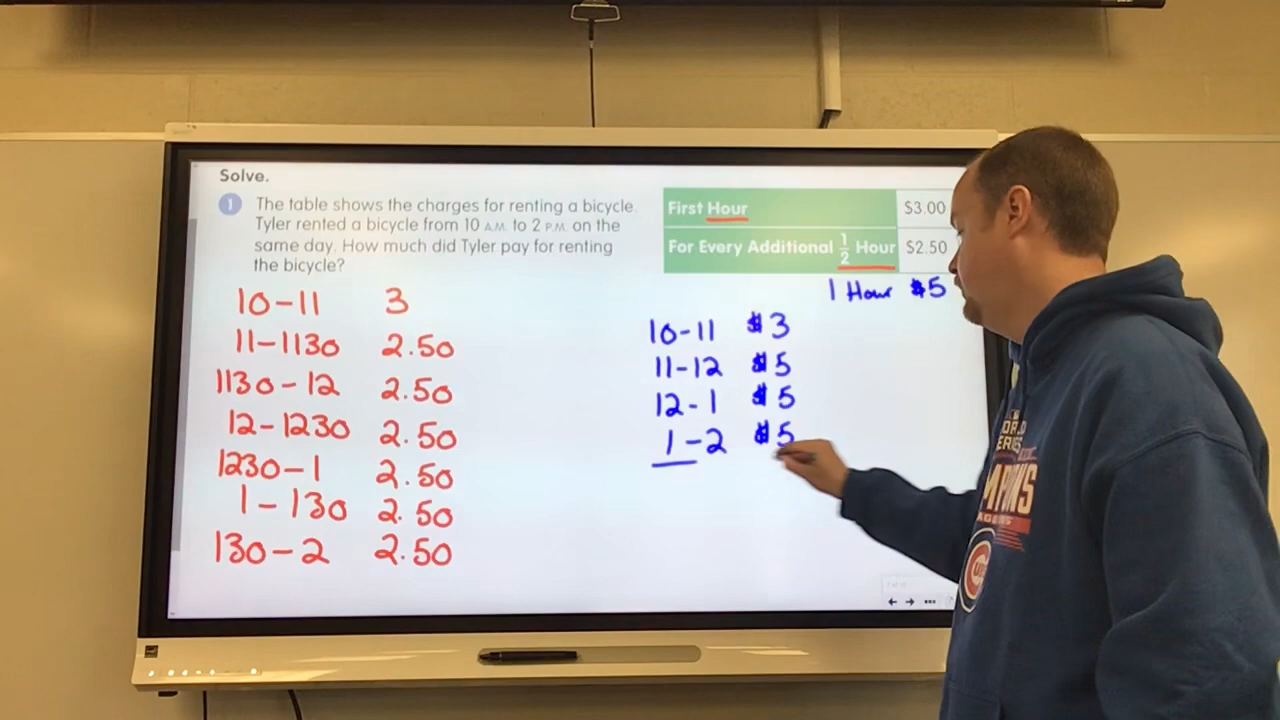 Solve.
1 The table shows the charges for renting a bicycle.
Tyler rented a bicycle from 10 A.M. to 2 P.M. on the
same day. How much did Tyler pay for renting
the bicycle?
First Hour $3.00
For Every Additional 1/2 Hour $2.50
1 Hour $5
10-11 3
11-1130 2.50
1130-12 2.50
12-1230 2.50
1230-1 2.50
1-130 2.50
130-2 2.50
10-11 $3
11-12 $5
12-1 $5
1-2 $5